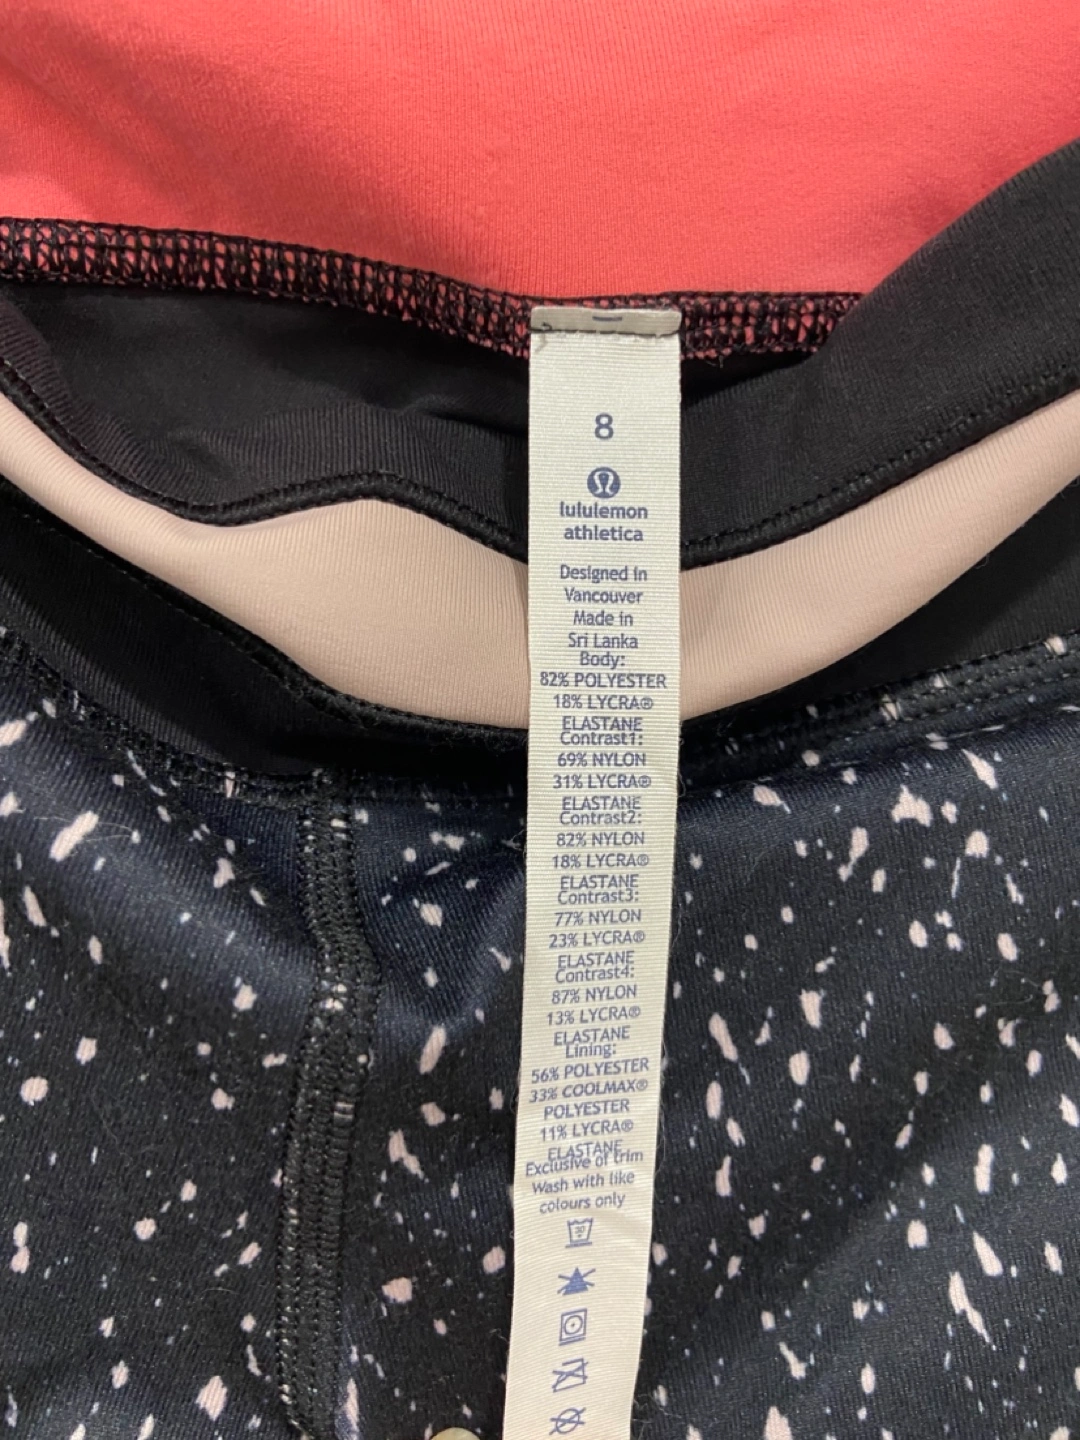 8
lululemon
athletica
Designed in
Vancouver
Made in
Sri Lanka
Body:
82% POLYESTER
18% LYCRA®
ELASTANE
Contrast1:
69% NYLON
31% LYCRA®
ELASTANE
Contrast2:
82% NYLON
18% LYCRA®
ELASTANE
Contrast3:
77% NYLON
23% LYCRA®
ELASTANE
Contrast4:
87% NYLON
13% LYCRA®
ELASTANE
Lining:
56% POLYESTER
33% COOLMAX®
POLYESTER
11% LYCRA®
ELASTANE
Exclusive of trim
Wash with like
colours only
30